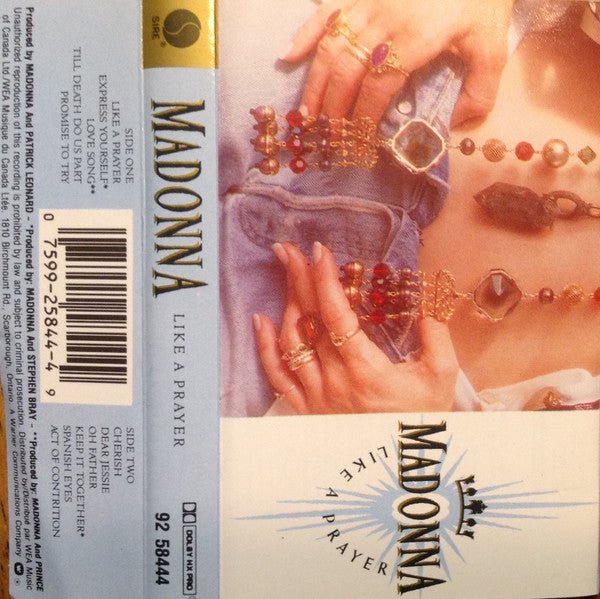 SIRE®
MADONNA
LIKE A PRAYER
DOLBY HX PRO
92 58444
MADONNA
LIKE A PRAYER
SIDE ONE
LIKE A PRAYER
EXPRESS YOURSELF*
LOVE SONG**
TILL DEATH DO US PART
PROMISE TO TRY
0 7599-25844-4 9
SIDE TWO
CHERISH
DEAR JESSIE
OH FATHER
KEEP IT TOGETHER*
SPANISH EYES
ACT OF CONTRITION
Produced by MADONNA And PATRICK LEONARD - *Produced by: MADONNA And STEPHEN BRAY - **Produced by: MADONNA And PRINCE
Unauthorized reproduction of this recording is prohibited by law and subject to criminal prosecution. Distributed by/Distribué par WEA Music
of Canada Ltd./WEA Musique du Canada Ltée, 1810 Birchmount Rd., Scarborough, Ontario. A Warner Communications Company